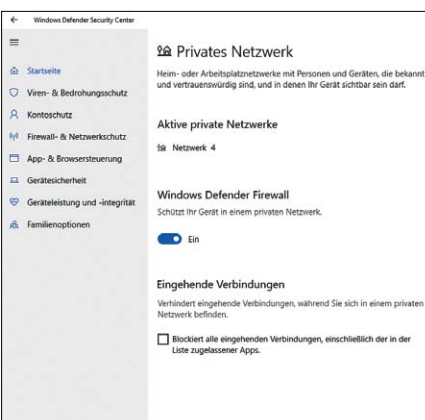 Windows Defender Security Center
Startseite
Viren- & Bedrohungsschutz
Kontoschutz
Firewall- & Netzwerkschutz
App- & Browsersteuerung
Gerätesicherheit
Geräteleistung und -integrität
Familienoptionen
Privates Netzwerk
Heim- oder Arbeitsplatznetzwerke mit Personen und Geräten, die bekannt
und vertrauenswürdig sind, und in denen Ihr Gerät sichtbar sein darf.
Aktive private Netzwerke
Netzwerk 4
Windows Defender Firewall
Schützt Ihr Gerät in einem privaten Netzwerk.
Ein
Eingehende Verbindungen
Verhindert eingehende Verbindungen, während Sie sich in einem privaten
Netzwerk befinden.
Blockiert alle eingehenden Verbindungen, einschließlich der in der
Liste zugelassener Apps.